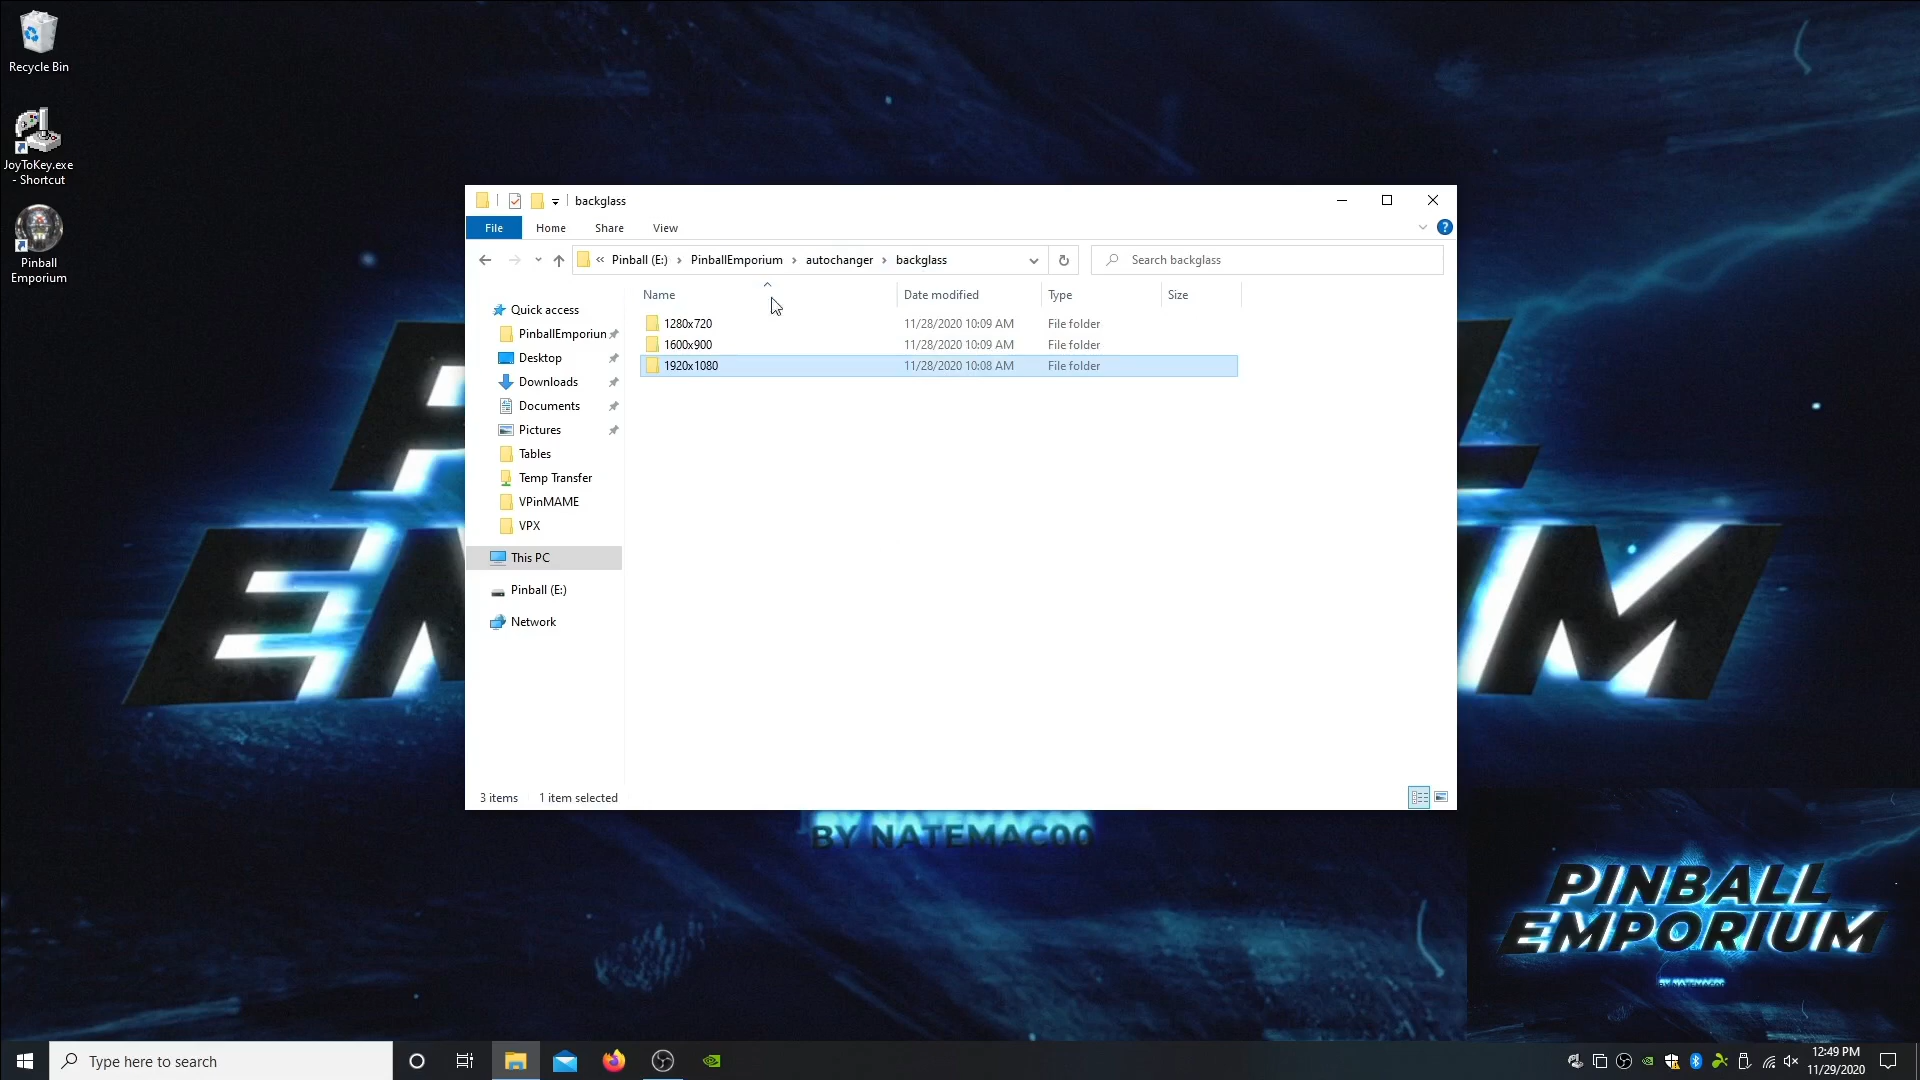 Recycle Bin
JoyToKey.exe
- Shortcut
Pinball
Emporium
backglass
File
Home
Share
View
?
« Pinball (E:) › PinballEmporium › autochanger › backglass
Search backglass
Name
Date modified
Type
Size
1280x720
11/28/2020 10:09 AM
File folder
1600x900
11/28/2020 10:09 AM
File folder
1920x1080
11/28/2020 10:08 AM
File folder
Quick access
PinballEmporiun
Desktop
Downloads
Documents
Pictures
Tables
Temp Transfer
VPinMAME
VPX
This PC
Pinball (E:)
Network
3 items
1 item selected
BY NATEMAC00
PINBALL
EMPORIUM
BY NATEMAC00
Type here to search
12:49 PM
11/29/2020